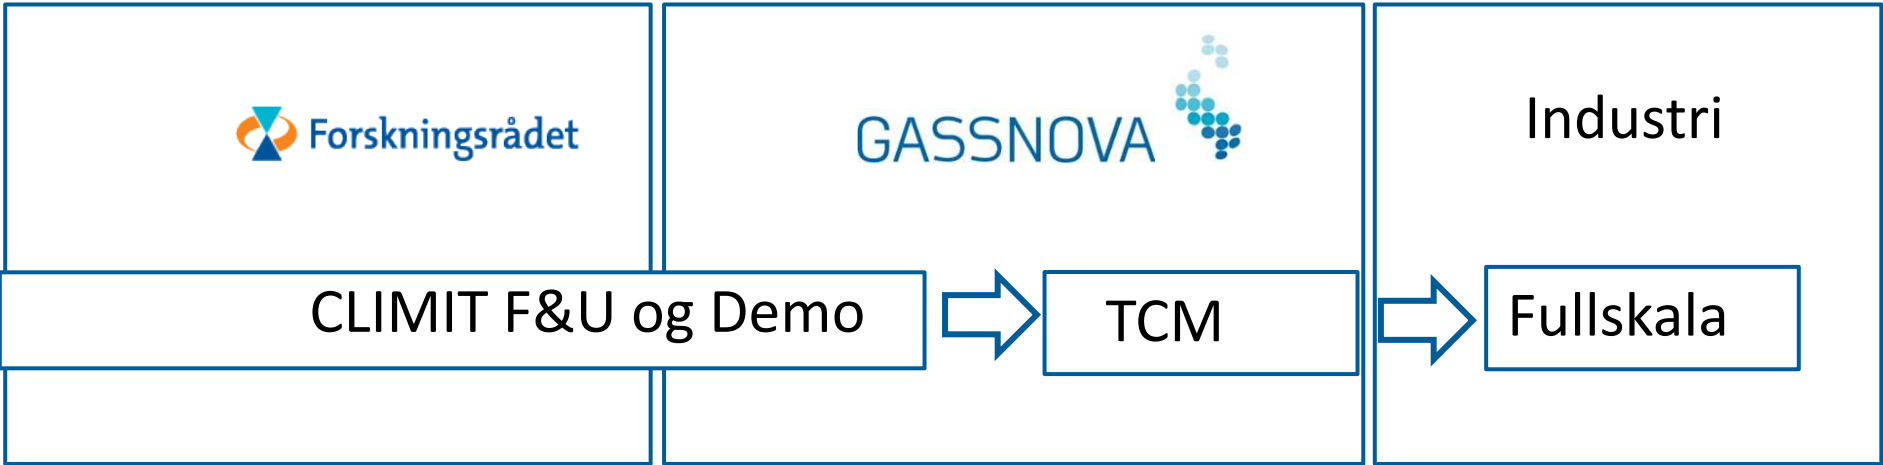 Forskningsrådet
GASSNOVA
Industri
CLIMIT F&U og Demo
TCM
Fullskala